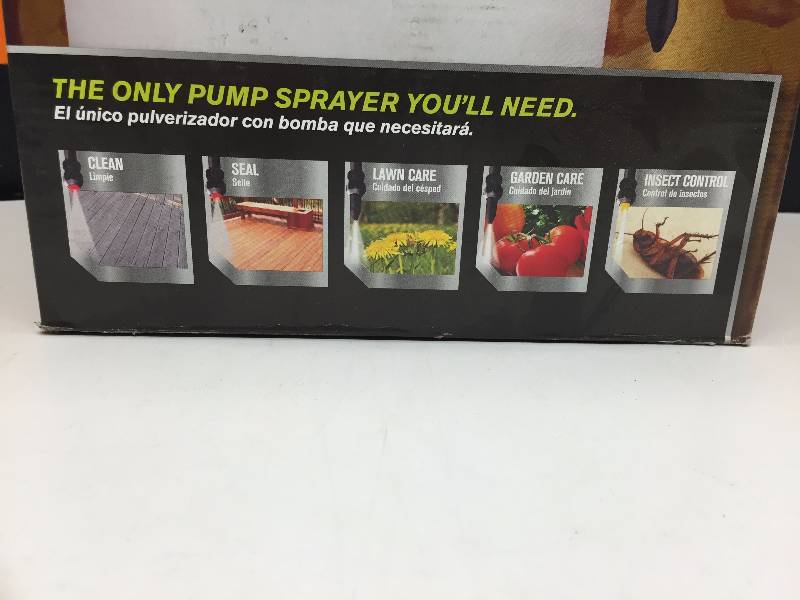 THE ONLY PUMP SPRAYER YOU'LL NEED.
El único pulverizador con bomba que necesitará.
CLEAN
Limpie
SEAL
Selle
LAWN CARE
Cuidado del césped
GARDEN CARE
Cuidado del jardín
INSECT CONTROL
Control de insectos